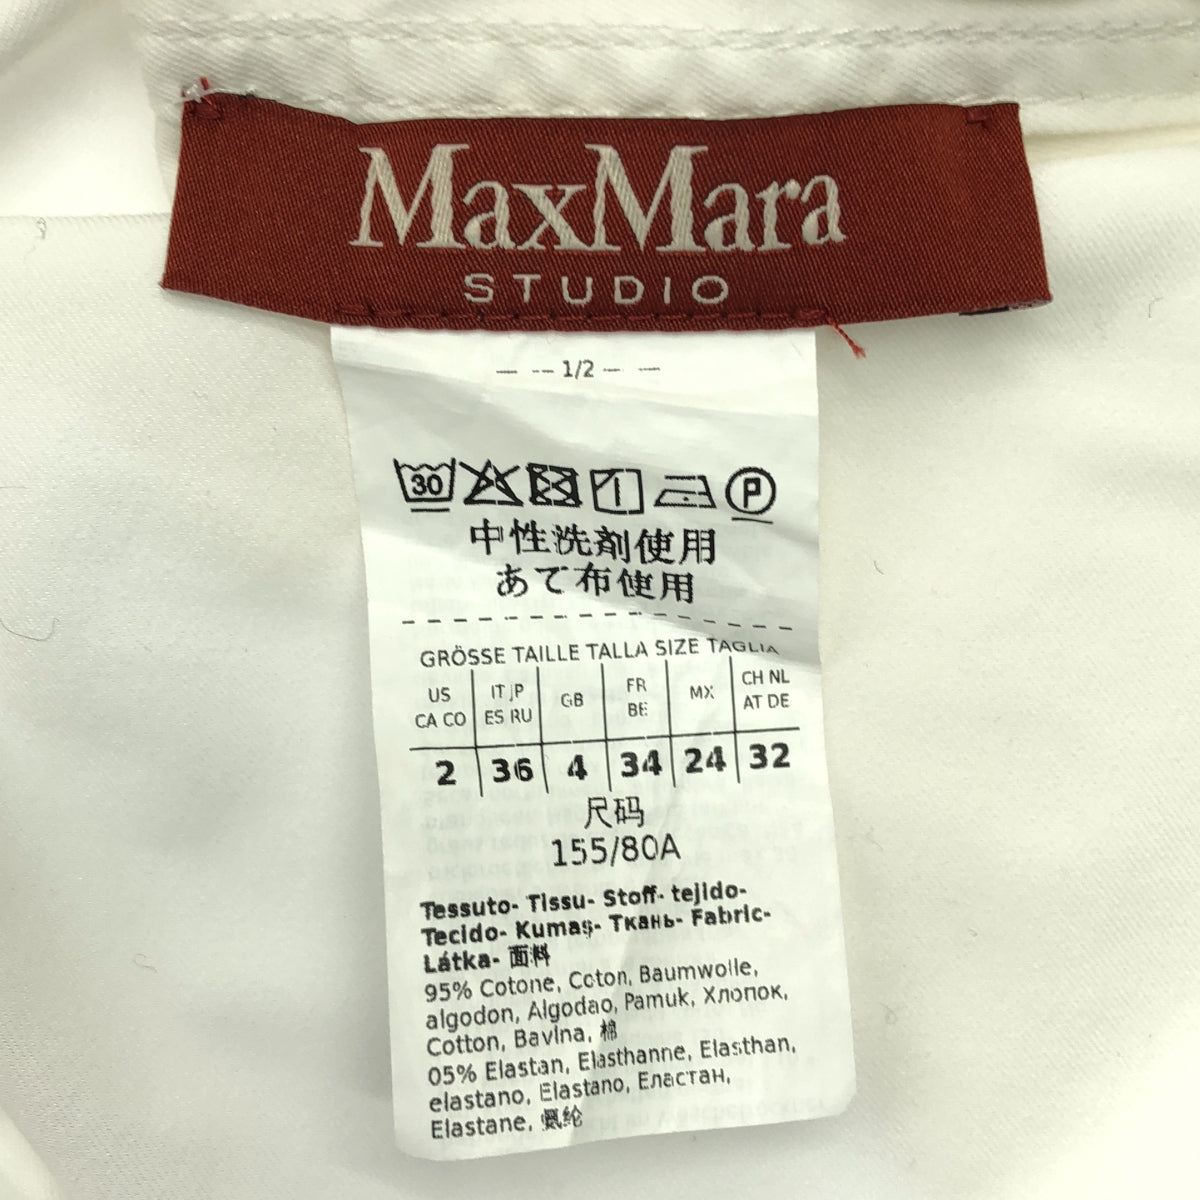 MaxMara
STUDIO
1/2
30 P
中性洗剤使用
あて布使用
GRÖSSE TAILLE TALLA SIZE TAGLIA
US CA CO | IT JP ES RU | GB | FR BE | MX | CH NL AT DE
2 | 36 | 4 | 34 | 24 | 32
尺码
155/80A
Tessuto- Tissu- Stoff- tejido-
Tecido- Kumaş- Ткань- Fabric-
Látka- 面料
95% Cotone, Coton, Baumwolle,
algodon, Algodao, Pamuk, Хлопок,
Cotton, Bavlna, 棉
05% Elastan, Elasthanne, Elasthan,
elastano, Elastano, Еластан,
Elastane, 氨纶